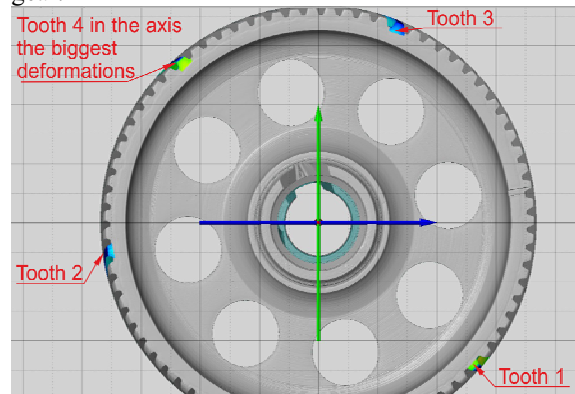 Tooth 4 in the axis
the biggest
deformations
Tooth 3
Tooth 2
Tooth 1